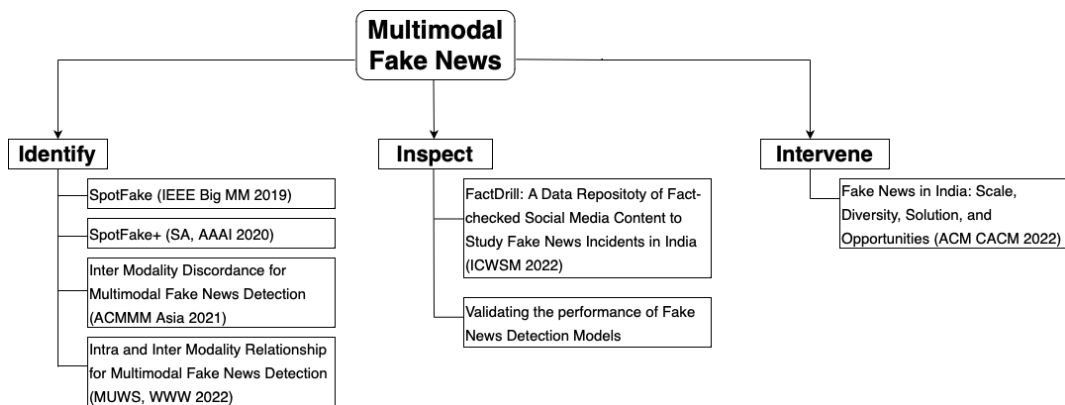 Multimodal
Fake News
Identify
SpotFake (IEEE Big MM 2019)
SpotFake+ (SA, AAAI 2020)
Inter Modality Discordance for
Multimodal Fake News Detection
(ACMMM Asia 2021)
Intra and Inter Modality Relationship
for Multimodal Fake News Detection
(MUWS, WWW 2022)
Inspect
FactDrill: A Data Repositoty of Fact-
checked Social Media Content to
Study Fake News Incidents in India
(ICWSM 2022)
Validating the performance of Fake
News Detection Models
Intervene
Fake News in India: Scale,
Diversity, Solution, and
Opportunities (ACM CACM 2022)